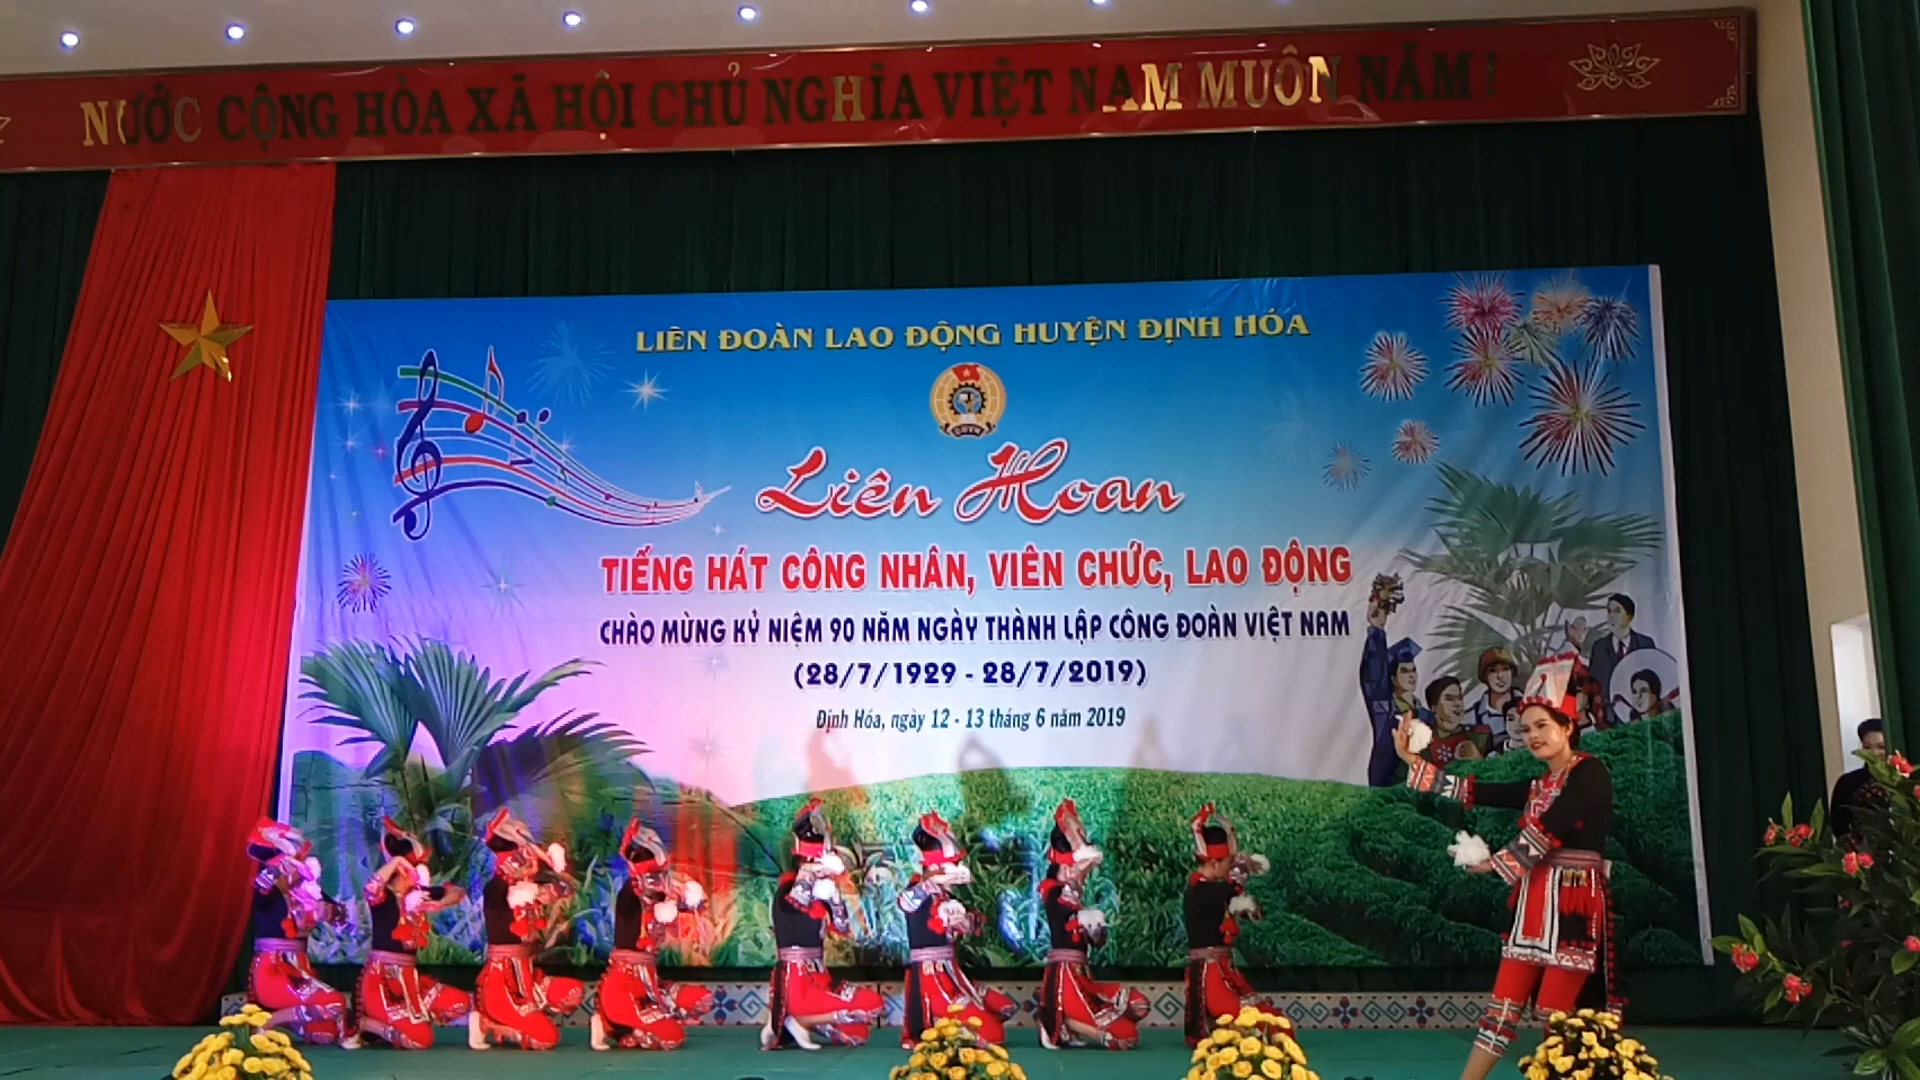 NƯỚC CỘNG HÒA XÃ HỘI CHỦ NGHĨA VIỆT NAM MUÔN NĂM !
LIÊN ĐOÀN LAO ĐỘNG HUYỆN ĐỊNH HÓA
Liên Hoan
TIẾNG HÁT CÔNG NHÂN, VIÊN CHỨC, LAO ĐỘNG
CHÀO MỪNG KỶ NIỆM 90 NĂM NGÀY THÀNH LẬP CÔNG ĐOÀN VIỆT NAM
(28/7/1929 - 28/7/2019)
Định Hóa, ngày 12 - 13 tháng 6 năm 2019